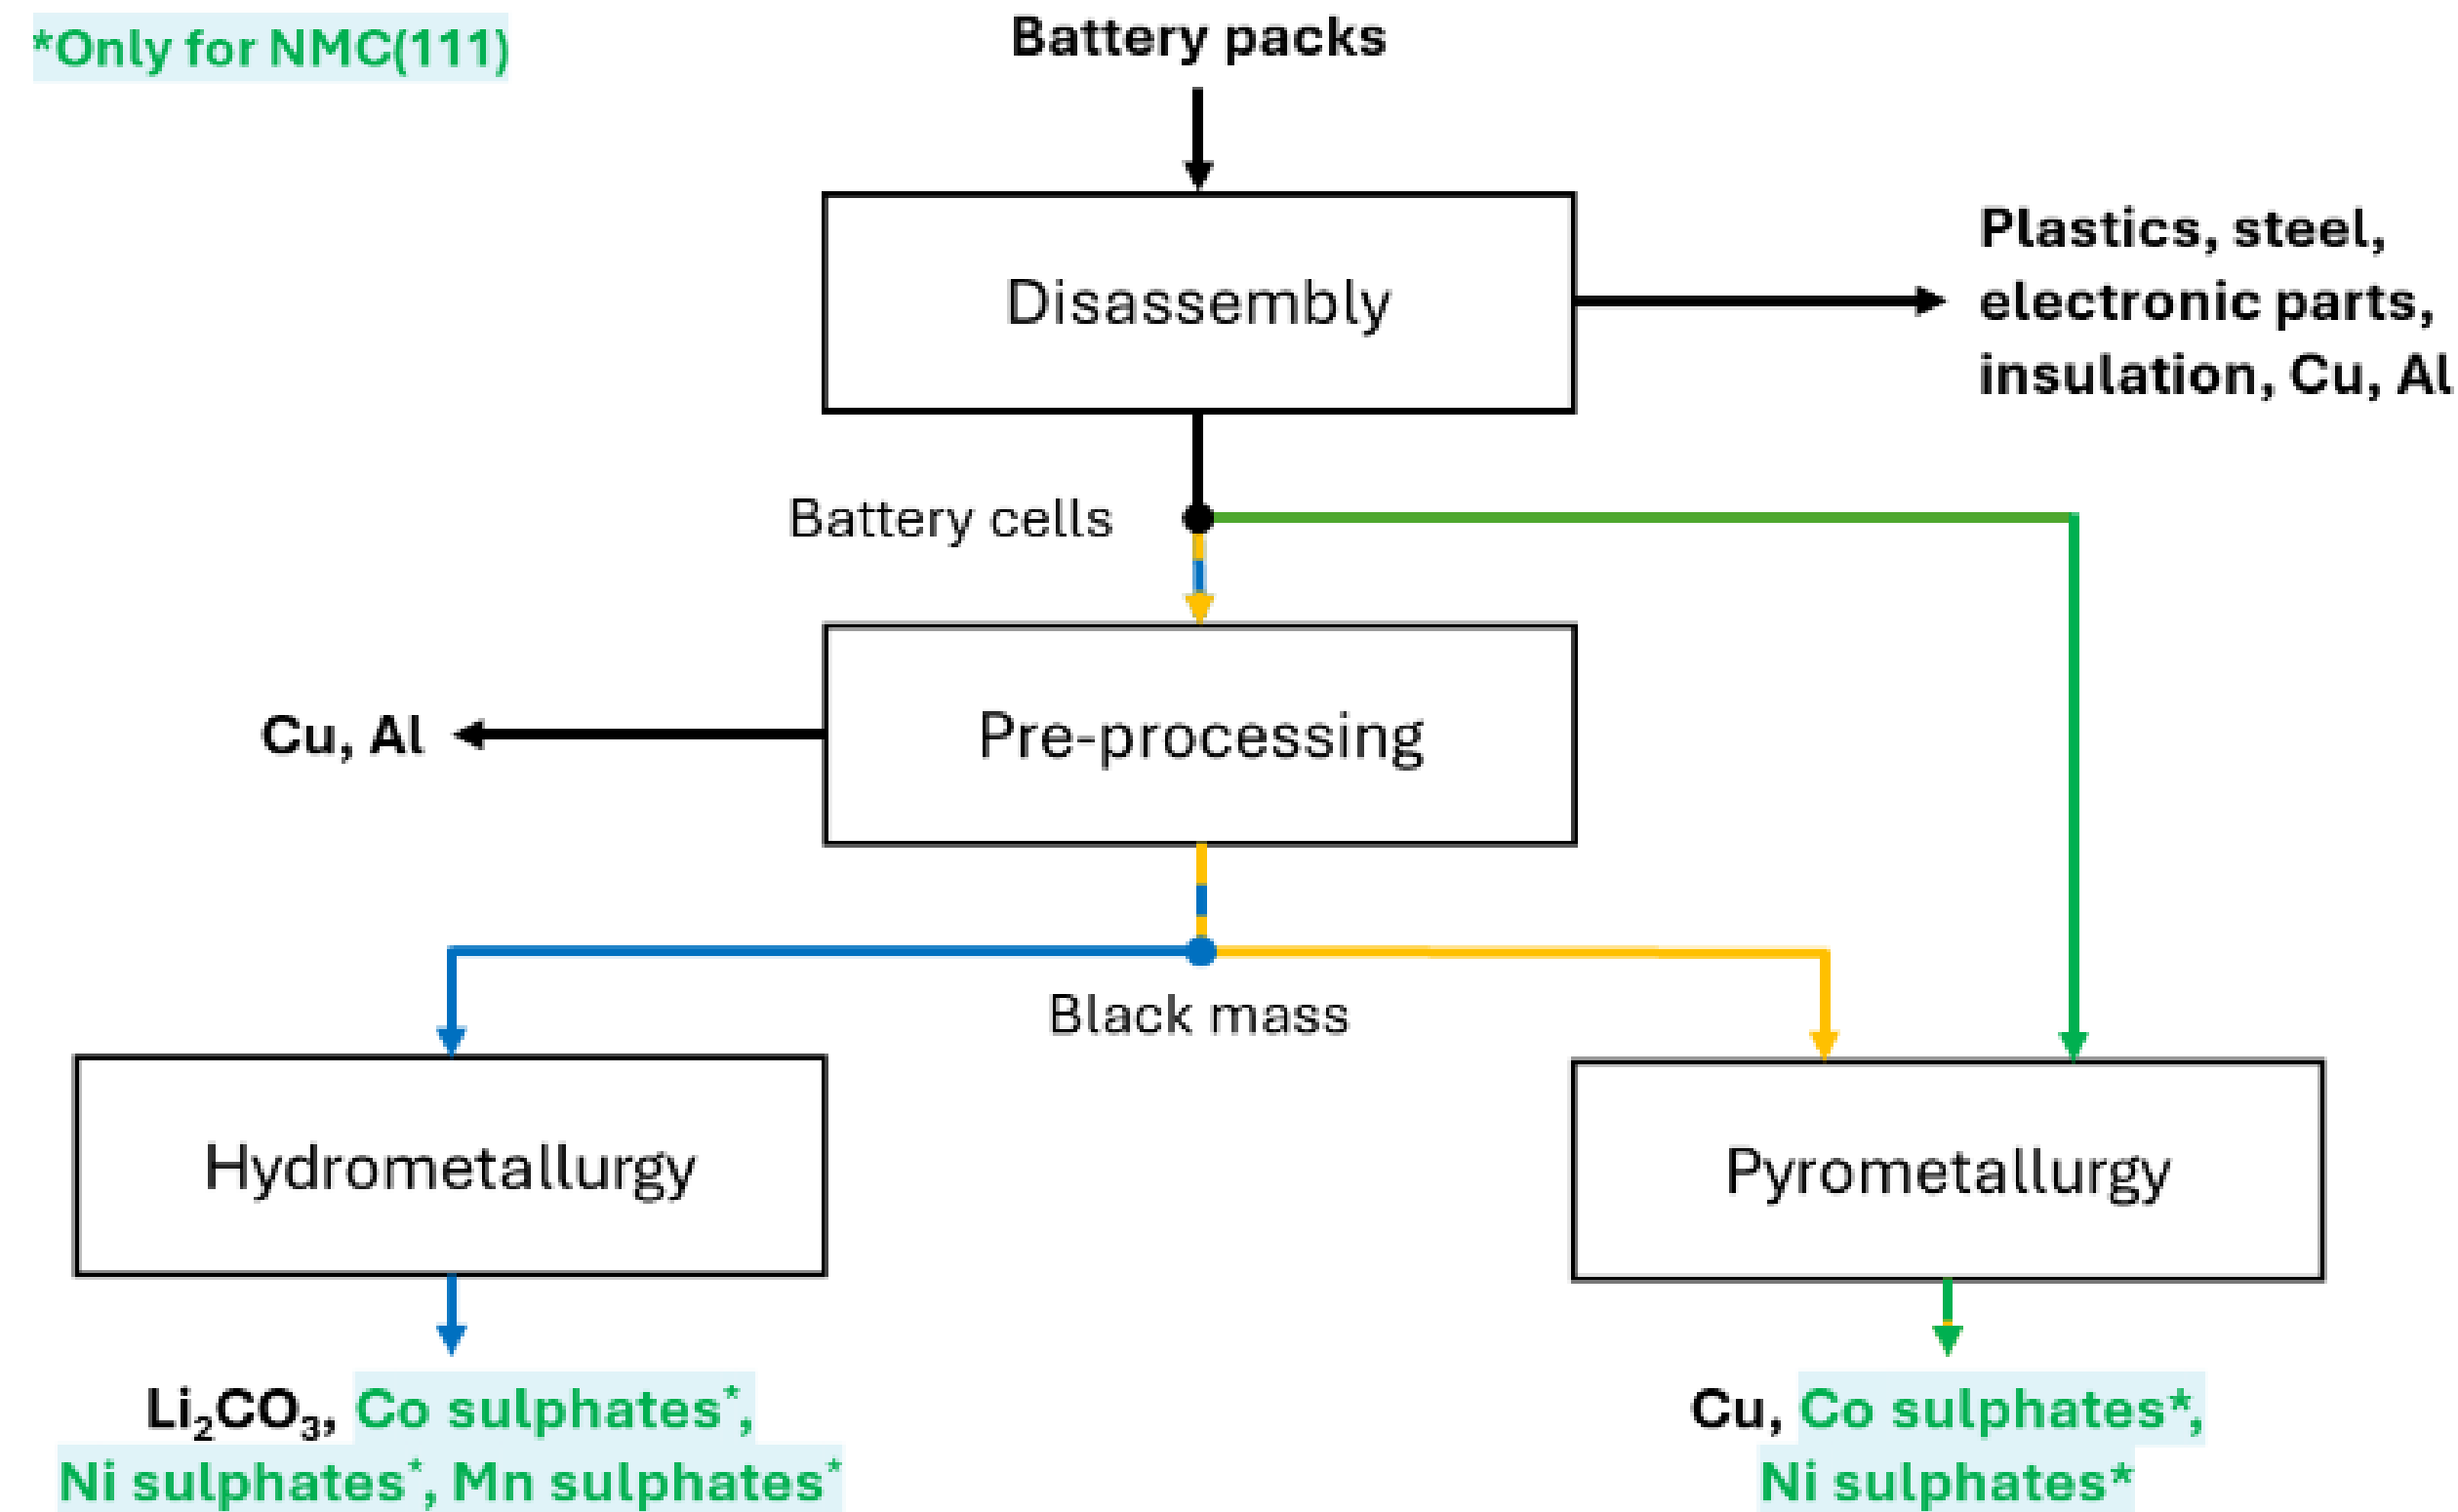 *Only for NMC(111)
Battery packs
Disassembly
Plastics, steel,
electronic parts,
insulation, Cu, Al
Battery cells
Pre-processing
Cu, Al
Black mass
Hydrometallurgy
Pyrometallurgy
Li₂CO₃, Co sulphates*,
Ni sulphates*, Mn sulphates*
Cu, Co sulphates*,
Ni sulphates*